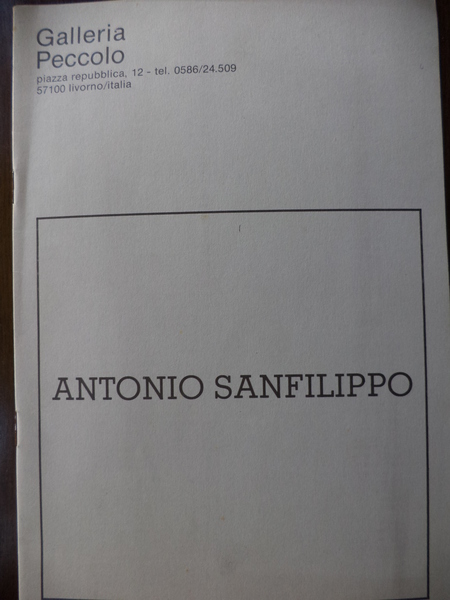 Galleria
Peccolo
piazza repubblica, 12 - tel. 0586/24.509
57100 livorno/italia
ANTONIO SANFILIPPO